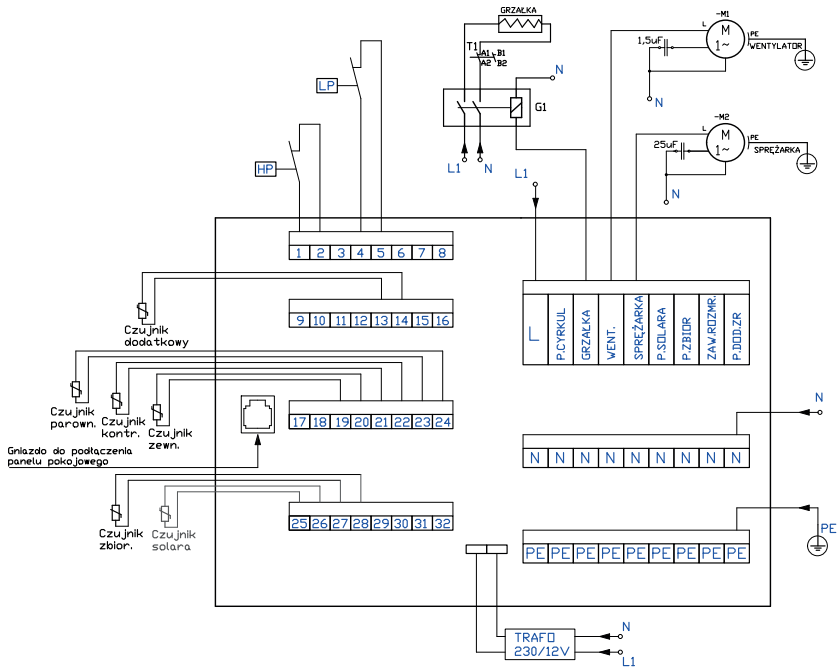 GRZAŁKA
T1
A1 B1
A2 B2
N
G1
L1 N
-M1
L
M
1~
PE
WENTYLATOR
1,5uF
N
-M2
L
M
1~
PE
SPRĘŻARKA
25uF
N
LP
HP
L1
1 2 3 4 5 6 7 8
9 10 11 12 13 14 15 16
Czujnik
dodatkowy
L
P.CYRKUL
GRZAŁKA
WENT.
SPRĘŻARKA
P.SOLARA
P.ZBIOR
ZAW.ROZMR.
P.DOD.ZR
17 18 19 20 21 22 23 24
Czujnik
parown.
Czujnik
kontr.
Czujnik
zewn.
Gniazdo do podłączenia
panelu pokojowego
N
N N N N N N N N N
25 26 27 28 29 30 31 32
Czujnik
zbior.
Czujnik
solara
PE
PE PE PE PE PE PE PE PE PE
TRAFO
230/12V
N
L1